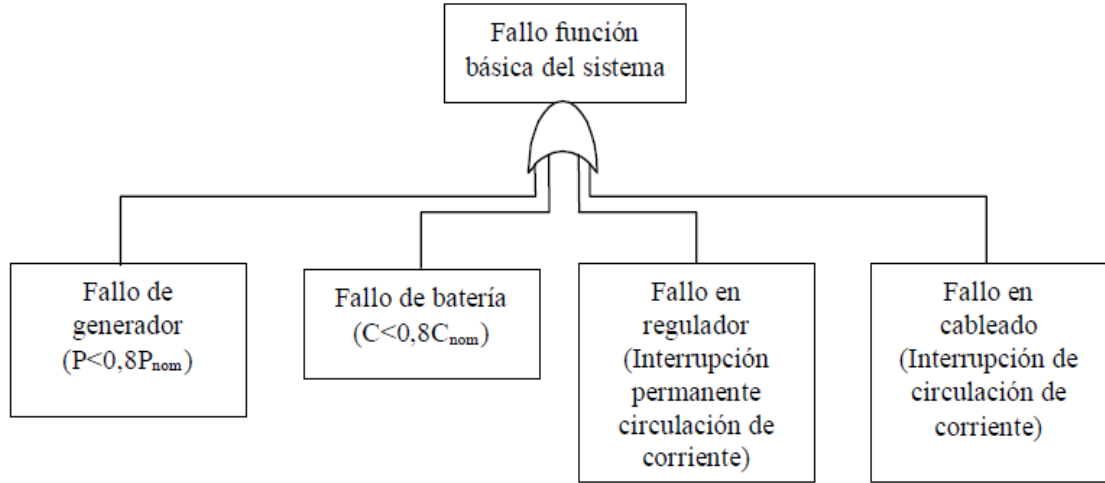 Fallo función
básica del sistema
Fallo de
generador
(P<0,8Pnom)
Fallo de batería
(C<0,8Cnom)
Fallo en
regulador
(Interrupción
permanente
circulación de
corriente)
Fallo en
cableado
(Interrupción de
circulación de
corriente)